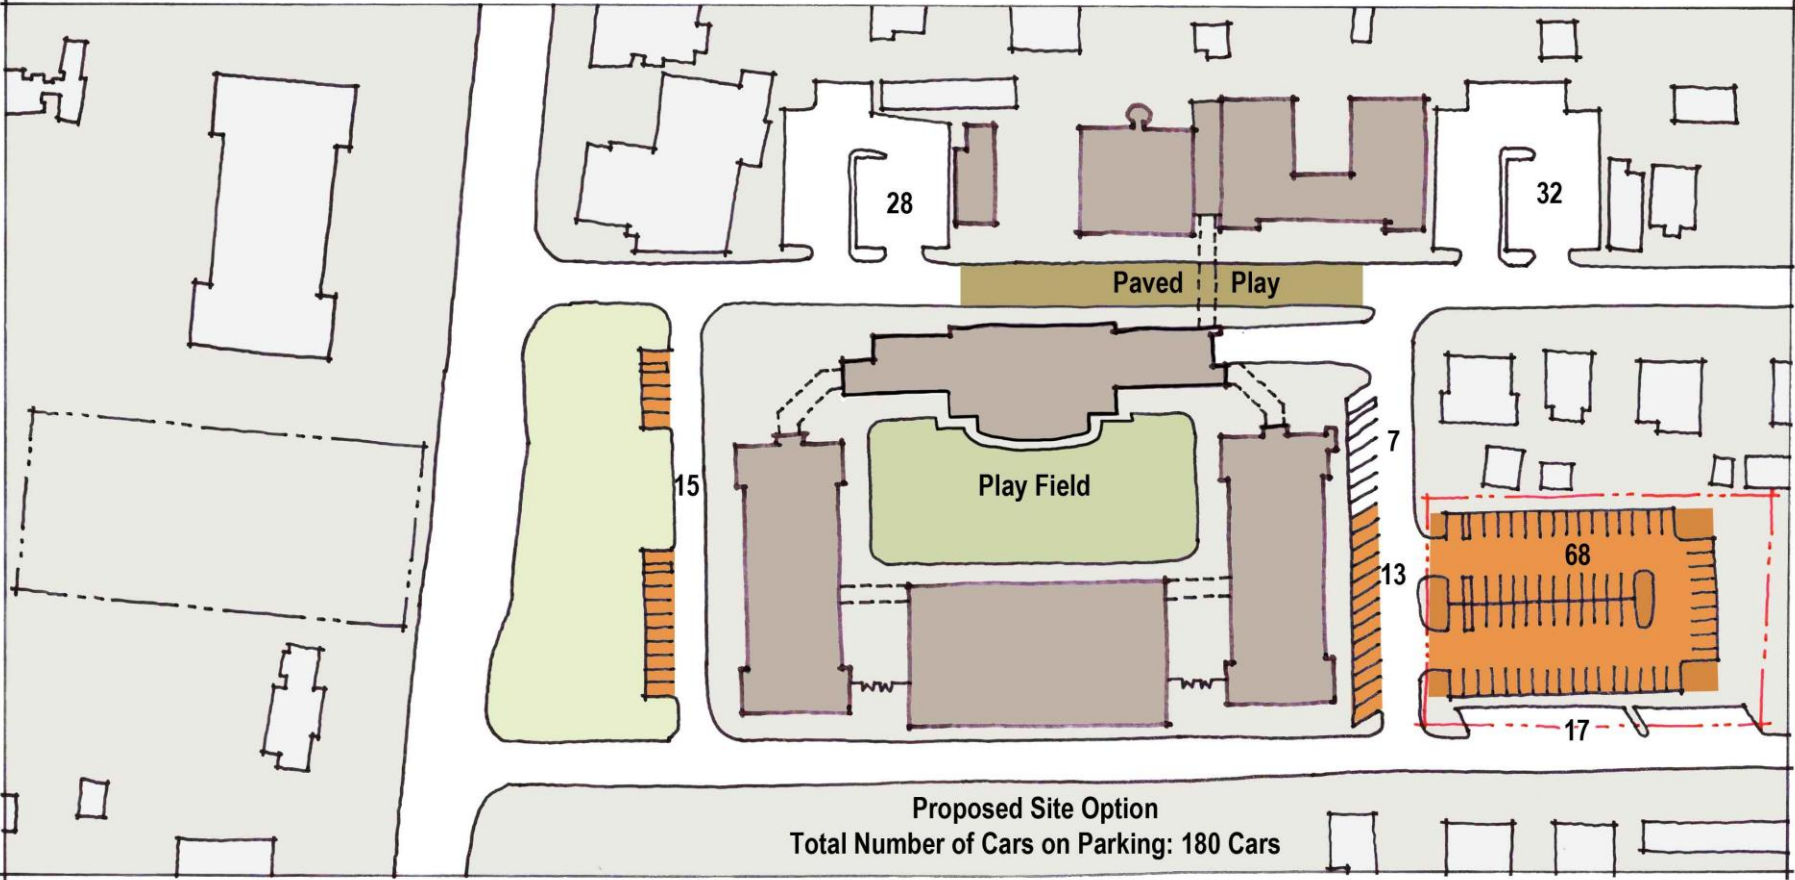 28
32
Paved Play
7
15
Play Field
68
13
17
Proposed Site Option
Total Number of Cars on Parking: 180 Cars